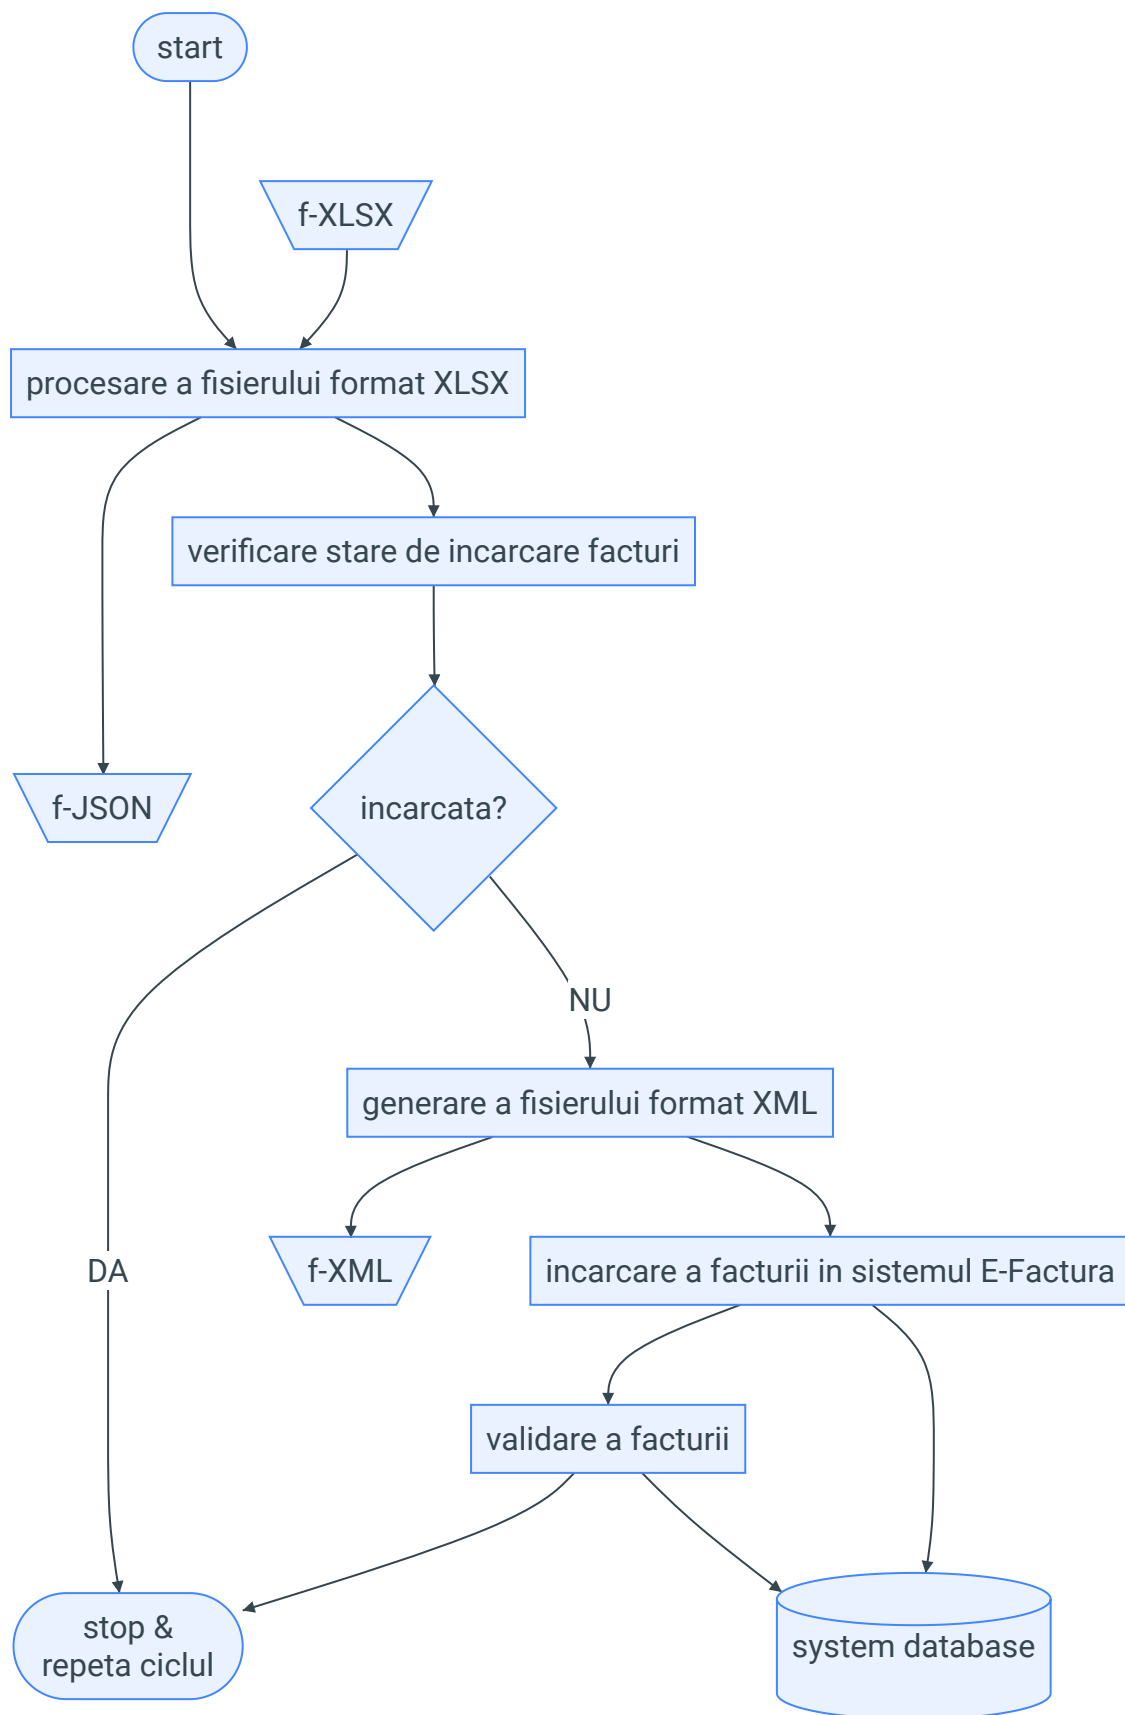 start
f-XLSX
procesare a fisierului format XLSX
verificare stare de incarcare facturi
f-JSON
incarcata?
NU
generare a fisierului format XML
DA
f-XML
incarcare a facturii in sistemul E-Factura
validare a facturii
stop &
repeta ciclul
system database